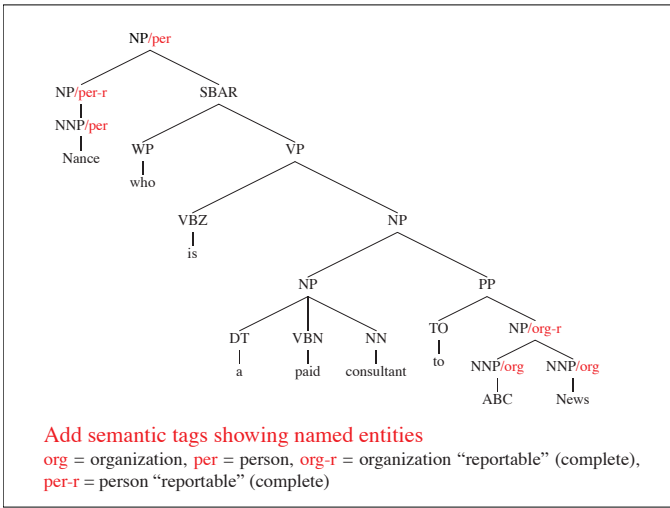 NP/per
NP/per-r SBAR
NNP/per WP VP
Nance who
VBZ NP
is
NP PP
DT VBN NN TO NP/org-r
a paid consultant to NNP/org NNP/org
ABC News
Add semantic tags showing named entities
org = organization, per = person, org-r = organization “reportable” (complete),
per-r = person “reportable” (complete)